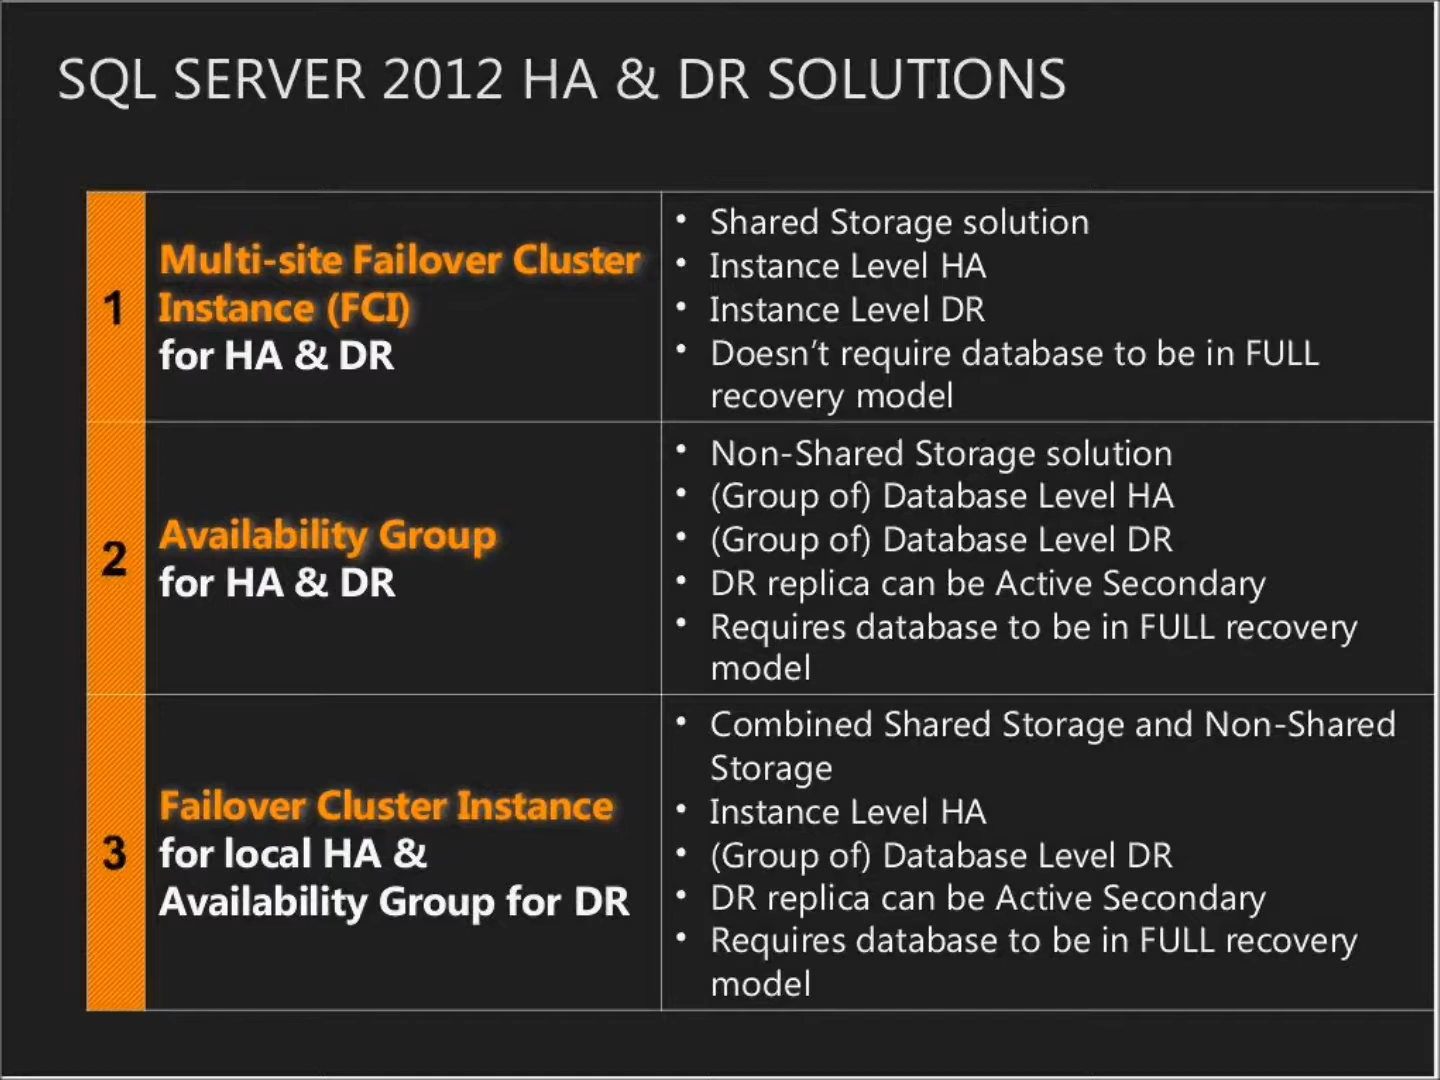 SQL SERVER 2012 HA & DR SOLUTIONS
1
Multi-site Failover Cluster
Instance (FCI)
for HA & DR
• Shared Storage solution
• Instance Level HA
• Instance Level DR
• Doesn’t require database to be in FULL
recovery model
2
Availability Group
for HA & DR
• Non-Shared Storage solution
• (Group of) Database Level HA
• (Group of) Database Level DR
• DR replica can be Active Secondary
• Requires database to be in FULL recovery
model
3
Failover Cluster Instance
for local HA &
Availability Group for DR
• Combined Shared Storage and Non-Shared
Storage
• Instance Level HA
• (Group of) Database Level DR
• DR replica can be Active Secondary
• Requires database to be in FULL recovery
model